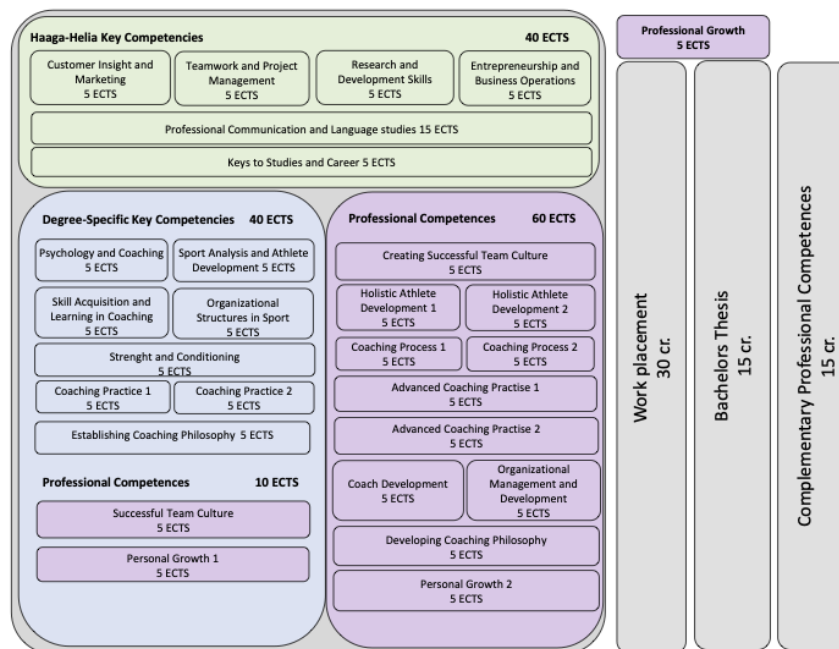 Haaga-Helia Key Competencies 40 ECTS
Customer Insight and
Marketing
5 ECTS
Teamwork and Project
Management
5 ECTS
Research and
Development Skills
5 ECTS
Entrepreneurship and
Business Operations
5 ECTS
Professional Communication and Language studies 15 ECTS
Keys to Studies and Career 5 ECTS
Degree-Specific Key Competencies 40 ECTS
Psychology and Coaching
5 ECTS
Sport Analysis and Athlete
Development 5 ECTS
Skill Acquisition and
Learning in Coaching
5 ECTS
Organizational
Structures in Sport
5 ECTS
Strenght and Conditioning
5 ECTS
Coaching Practice 1
5 ECTS
Coaching Practice 2
5 ECTS
Establishing Coaching Philosophy 5 ECTS
Professional Competences 10 ECTS
Successful Team Culture
5 ECTS
Personal Growth 1
5 ECTS
Professional Competences 60 ECTS
Creating Successful Team Culture
5 ECTS
Holistic Athlete
Development 1
5 ECTS
Holistic Athlete
Development 2
5 ECTS
Coaching Process 1
5 ECTS
Coaching Process 2
5 ECTS
Advanced Coaching Practise 1
5 ECTS
Advanced Coaching Practise 2
5 ECTS
Coach Development
5 ECTS
Organizational
Management and
Development
5 ECTS
Developing Coaching Philosophy
5 ECTS
Personal Growth 2
5 ECTS
Professional Growth
5 ECTS
Work placement
30 cr.
Bachelors Thesis
15 cr.
Complementary Professional Competences
15 cr.